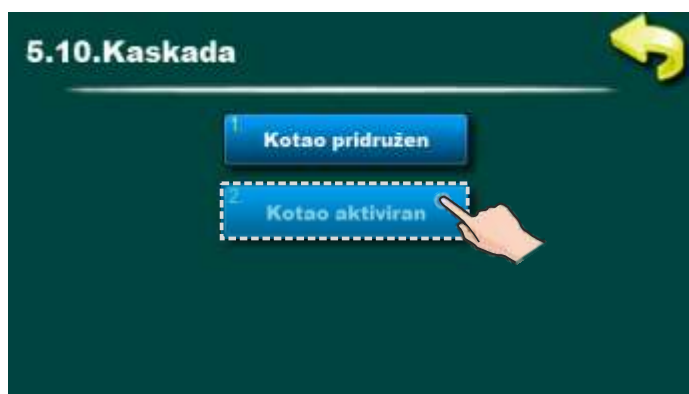 5.10.Kaskada
1.
Kotao pridružen
2.
Kotao aktiviran